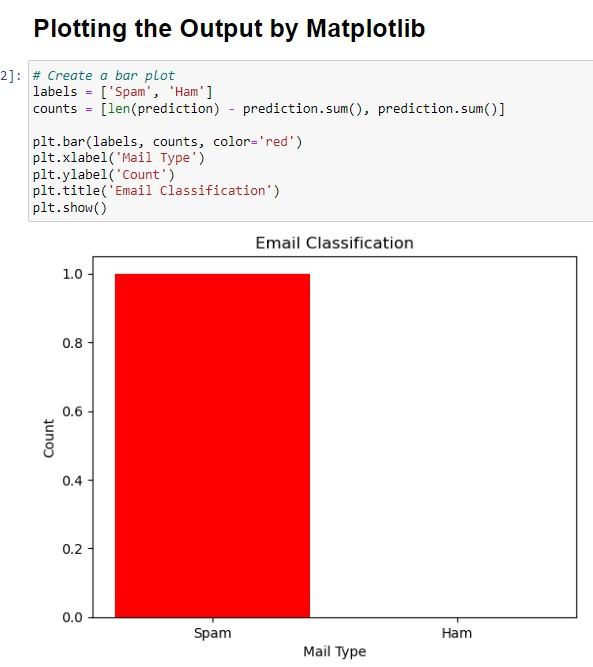 Plotting the Output by Matplotlib
2]: # Create a bar plot
labels = ['Spam', 'Ham']
counts = [len(prediction) - prediction.sum(), prediction.sum()]
plt.bar(labels, counts, color='red')
plt.xlabel('Mail Type')
plt.ylabel('Count')
plt.title('Email Classification')
plt.show()
Email Classification
1.0
0.8
0.6
0.4
0.2
0.0
Count
Spam Ham
Mail Type